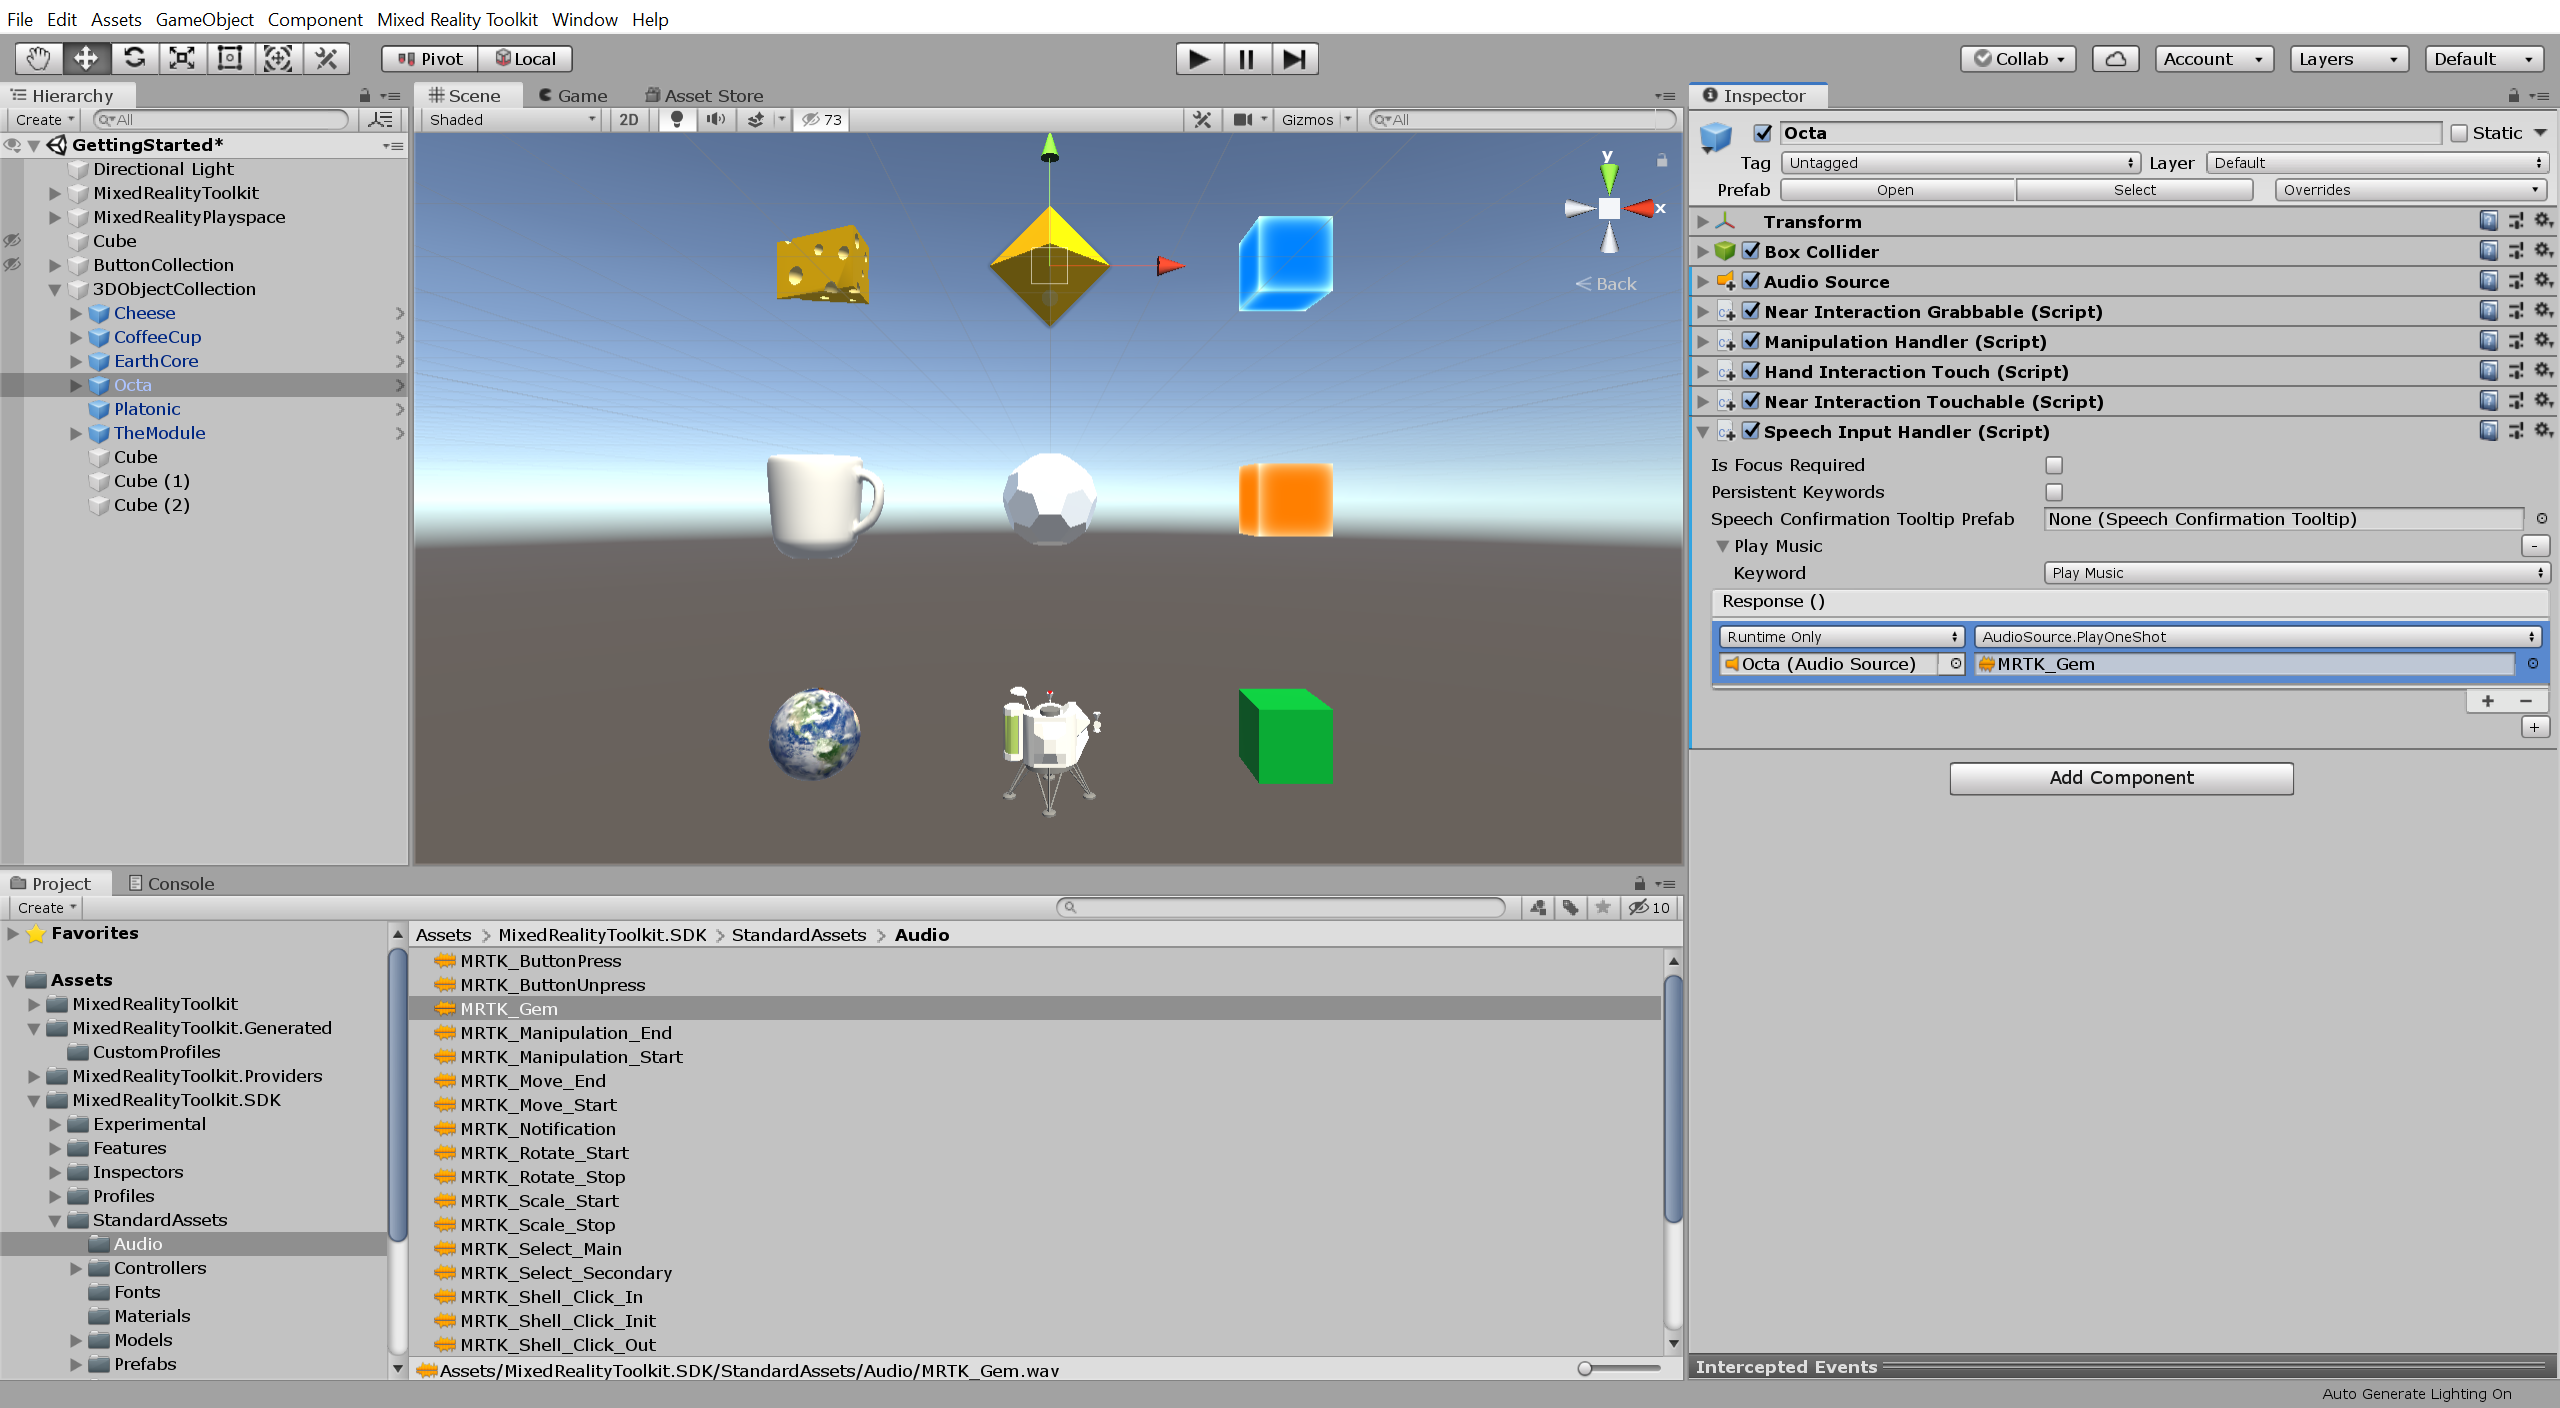 File Edit Assets GameObject Component Mixed Reality Toolkit Window Help
Pivot Local Collab Account Layers Default
Hierarchy
Create All
GettingStarted*
Directional Light
MixedRealityToolkit
MixedRealityPlayspace
Cube
ButtonCollection
3DObjectCollection
Cheese
CoffeeCup
EarthCore
Octa
Platonic
TheModule
Cube
Cube (1)
Cube (2)
Scene Game Asset Store
Shaded 2D 73 Gizmos All
y
x
Back
Inspector
Octa Static
Tag Untagged Layer Default
Prefab Open Select Overrides
Transform
Box Collider
Audio Source
Near Interaction Grabbable (Script)
Manipulation Handler (Script)
Hand Interaction Touch (Script)
Near Interaction Touchable (Script)
Speech Input Handler (Script)
Is Focus Required
Persistent Keywords
Speech Confirmation Tooltip Prefab None (Speech Confirmation Tooltip)
Play Music -
Keyword Play Music
Response ()
Runtime Only AudioSource.PlayOneShot
Octa (Audio Source) MRTK_Gem
+ −
+
Add Component
Intercepted Events
Project Console
Create 10
Favorites
Assets
MixedRealityToolkit
MixedRealityToolkit.Generated
CustomProfiles
MixedRealityToolkit.Providers
MixedRealityToolkit.SDK
Experimental
Features
Inspectors
Profiles
StandardAssets
Audio
Controllers
Fonts
Materials
Models
Prefabs
Assets > MixedRealityToolkit.SDK > StandardAssets > Audio
MRTK_ButtonPress
MRTK_ButtonUnpress
MRTK_Gem
MRTK_Manipulation_End
MRTK_Manipulation_Start
MRTK_Move_End
MRTK_Move_Start
MRTK_Notification
MRTK_Rotate_Start
MRTK_Rotate_Stop
MRTK_Scale_Start
MRTK_Scale_Stop
MRTK_Select_Main
MRTK_Select_Secondary
MRTK_Shell_Click_In
MRTK_Shell_Click_Init
MRTK_Shell_Click_Out
Assets/MixedRealityToolkit.SDK/StandardAssets/Audio/MRTK_Gem.wav
Auto Generate Lighting On